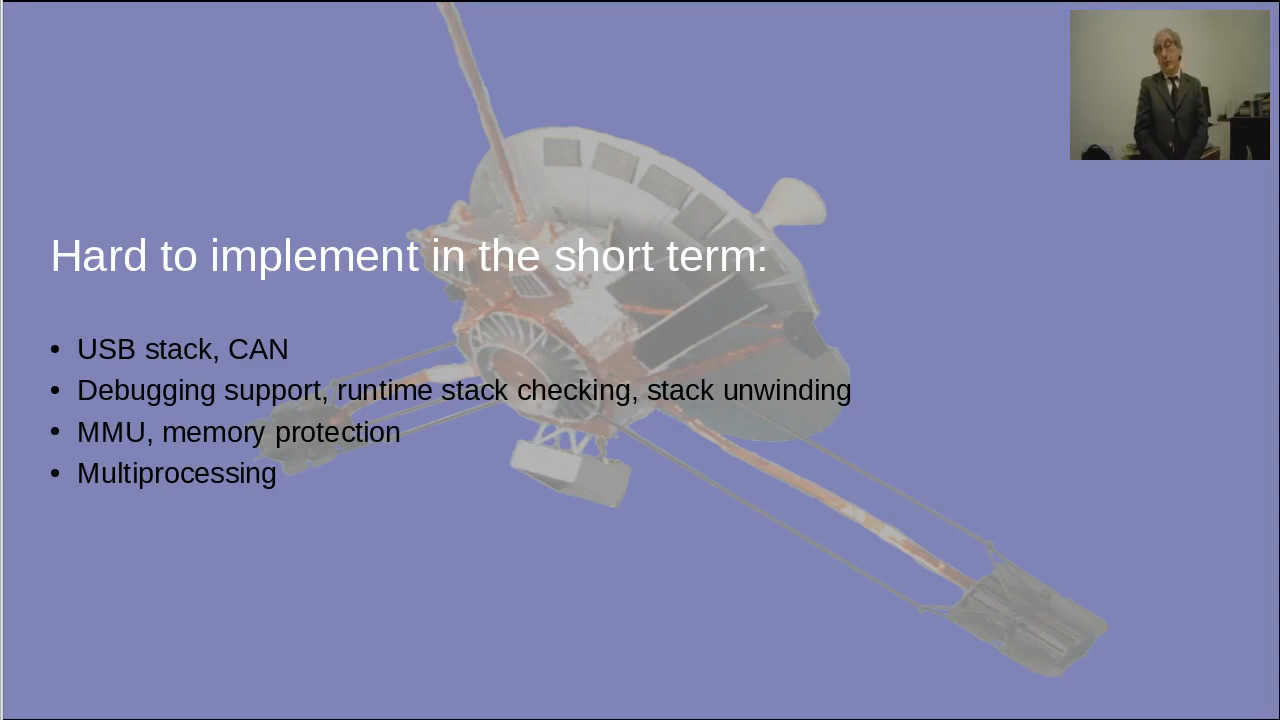 Hard to implement in the short term:
• USB stack, CAN
• Debugging support, runtime stack checking, stack unwinding
• MMU, memory protection
• Multiprocessing